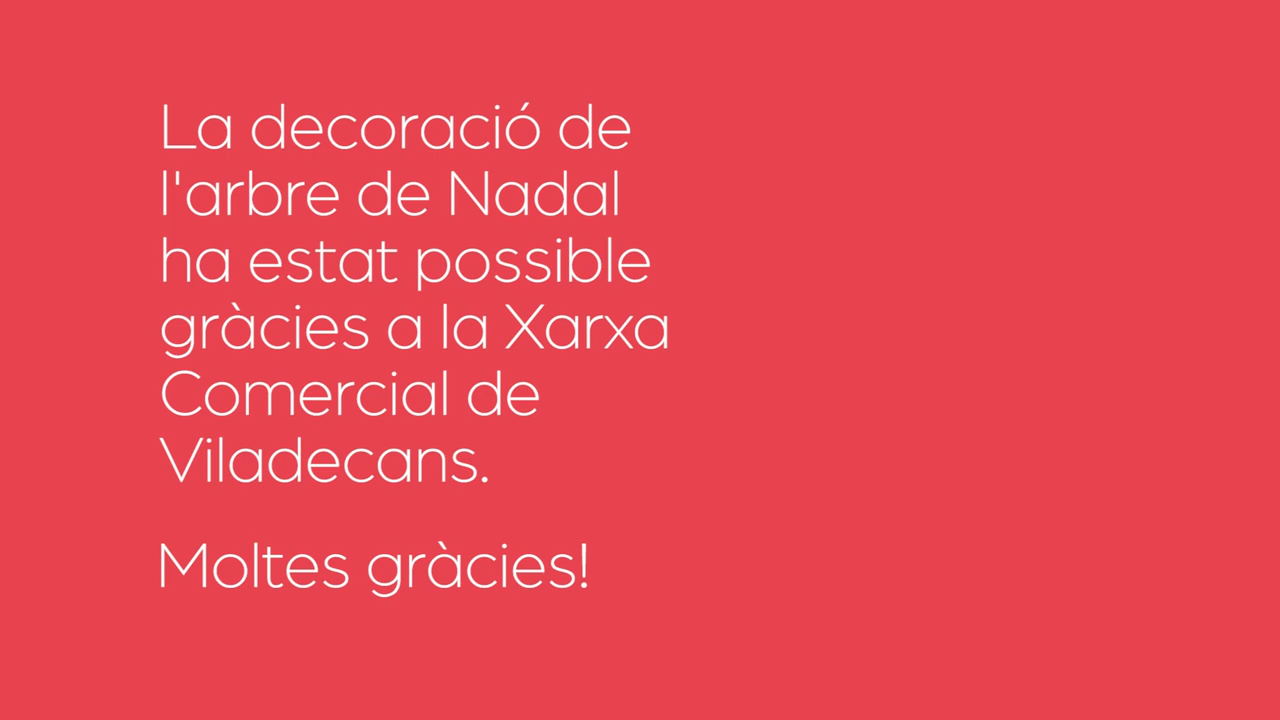 La decoració de
l'arbre de Nadal
ha estat possible
gràcies a la Xarxa
Comercial de
Viladecans.
Moltes gràcies!